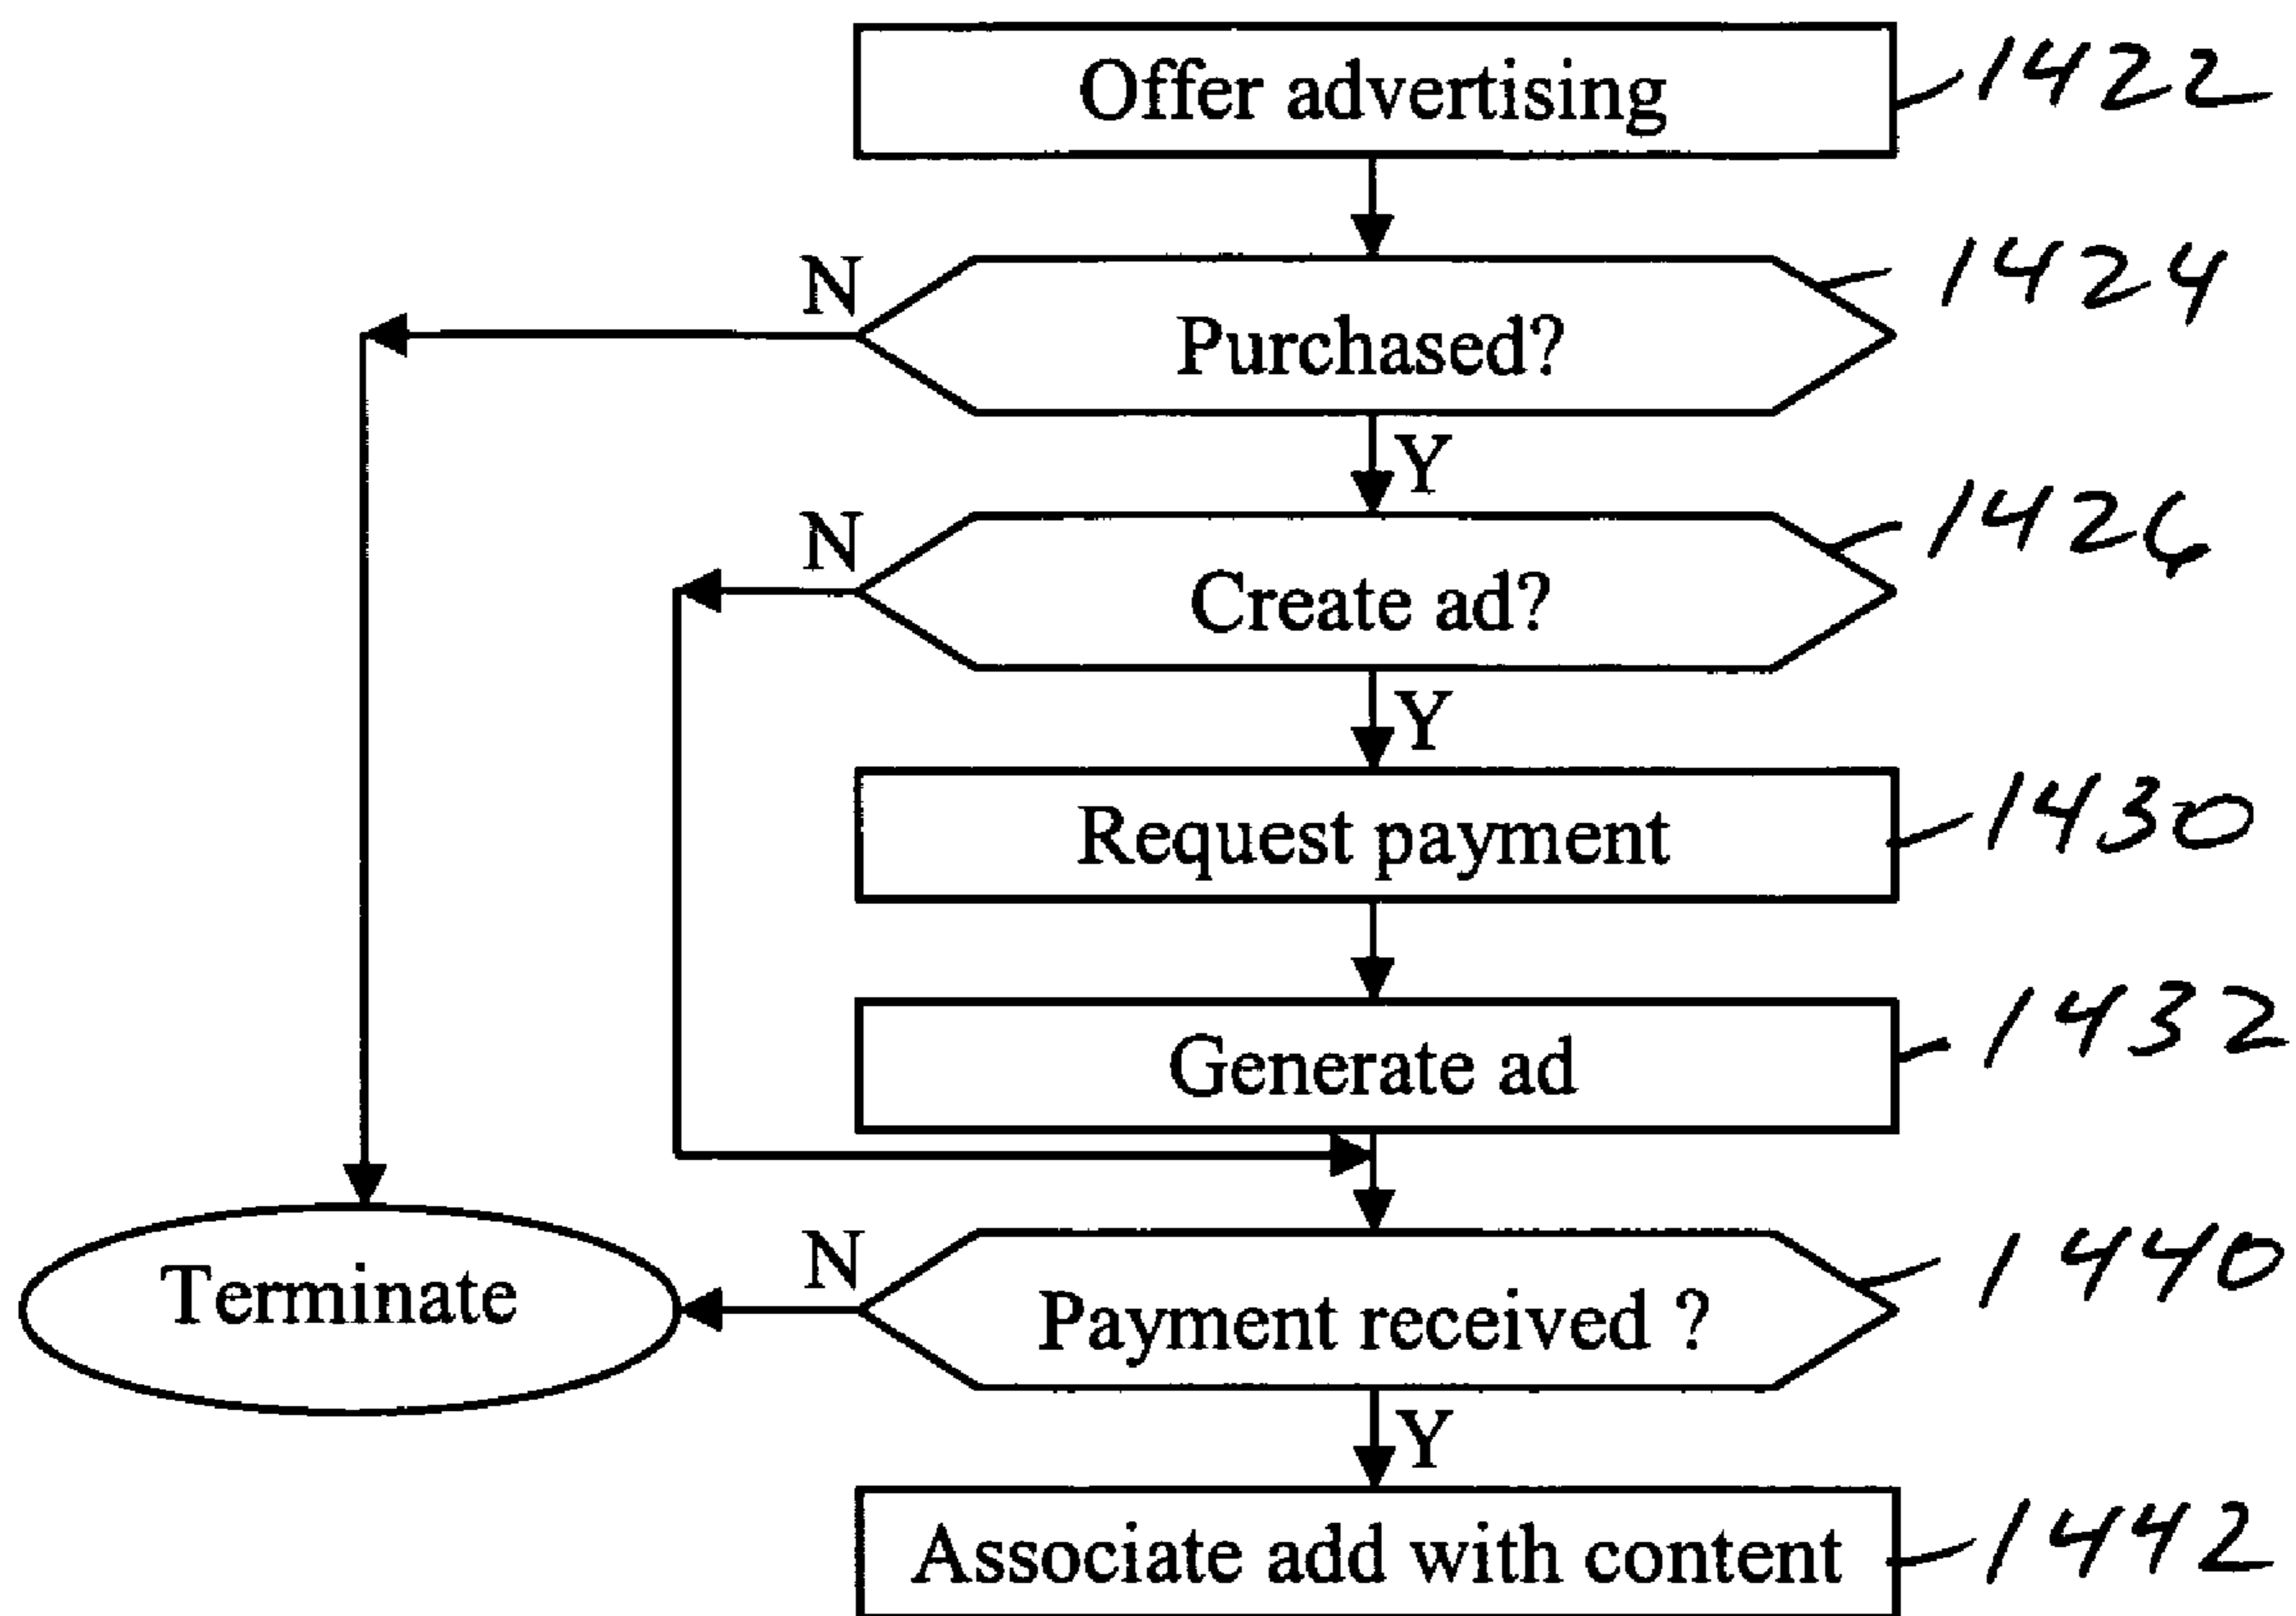 Offer advertising 1422
N 1424
Purchased?
Y
N 1426
Create ad?
Y
Request payment 1430
Generate ad 1432
N 1440
Terminate Payment received ?
Y
Associate add with content 1442